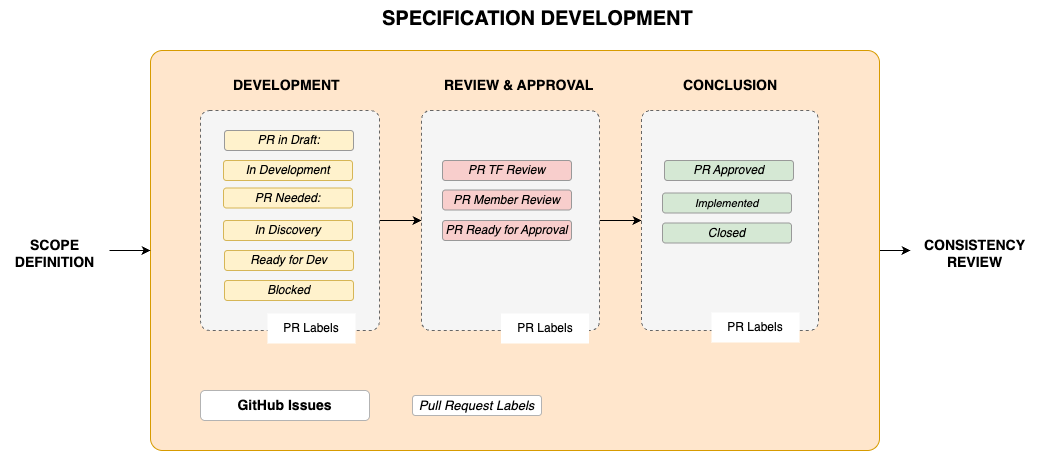 SPECIFICATION DEVELOPMENT
SCOPE
DEFINITION
DEVELOPMENT
PR in Draft:
In Development
PR Needed:
In Discovery
Ready for Dev
Blocked
PR Labels
REVIEW & APPROVAL
PR TF Review
PR Member Review
PR Ready for Approval
PR Labels
CONCLUSION
PR Approved
Implemented
Closed
PR Labels
GitHub Issues
Pull Request Labels
CONSISTENCY
REVIEW